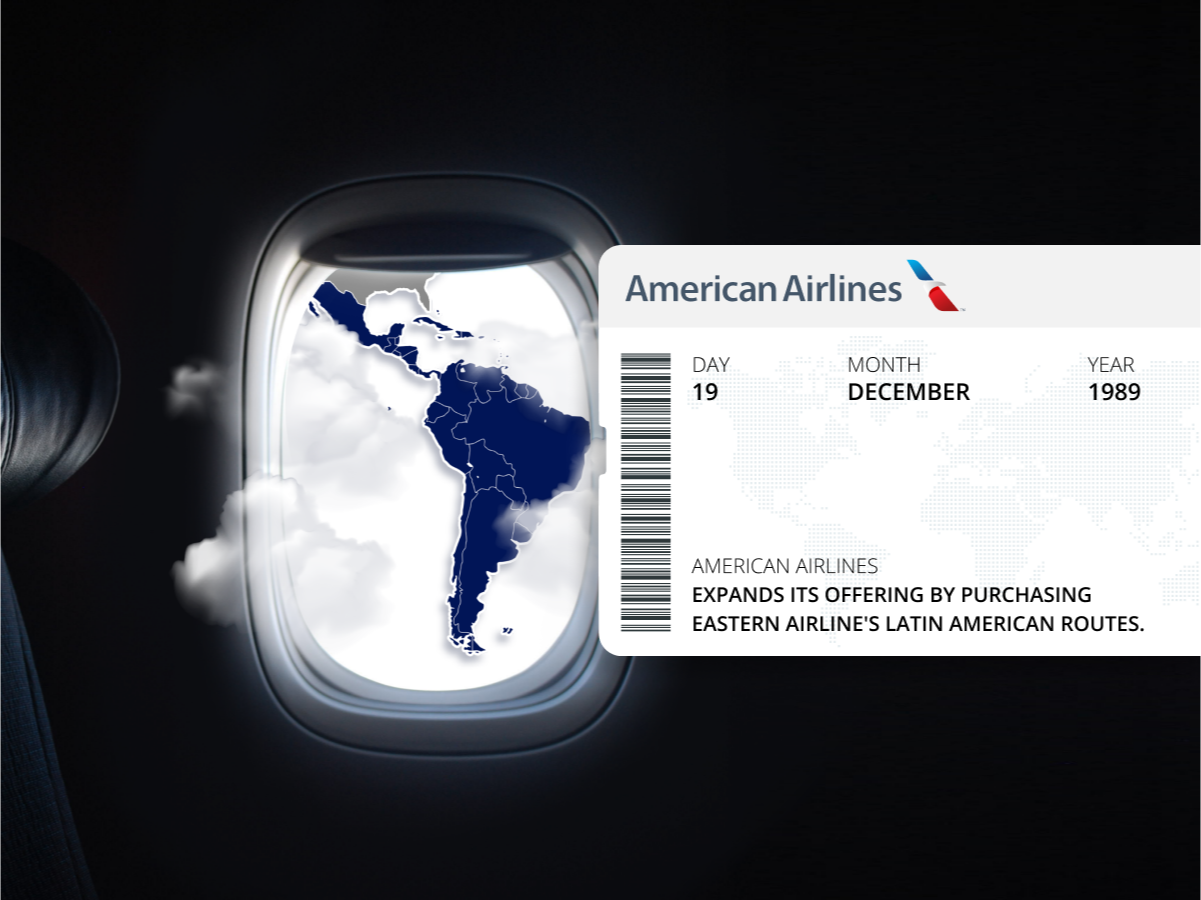 American Airlines
DAY
19
MONTH
DECEMBER
YEAR
1989
AMERICAN AIRLINES
EXPANDS ITS OFFERING BY PURCHASING
EASTERN AIRLINE'S LATIN AMERICAN ROUTES.